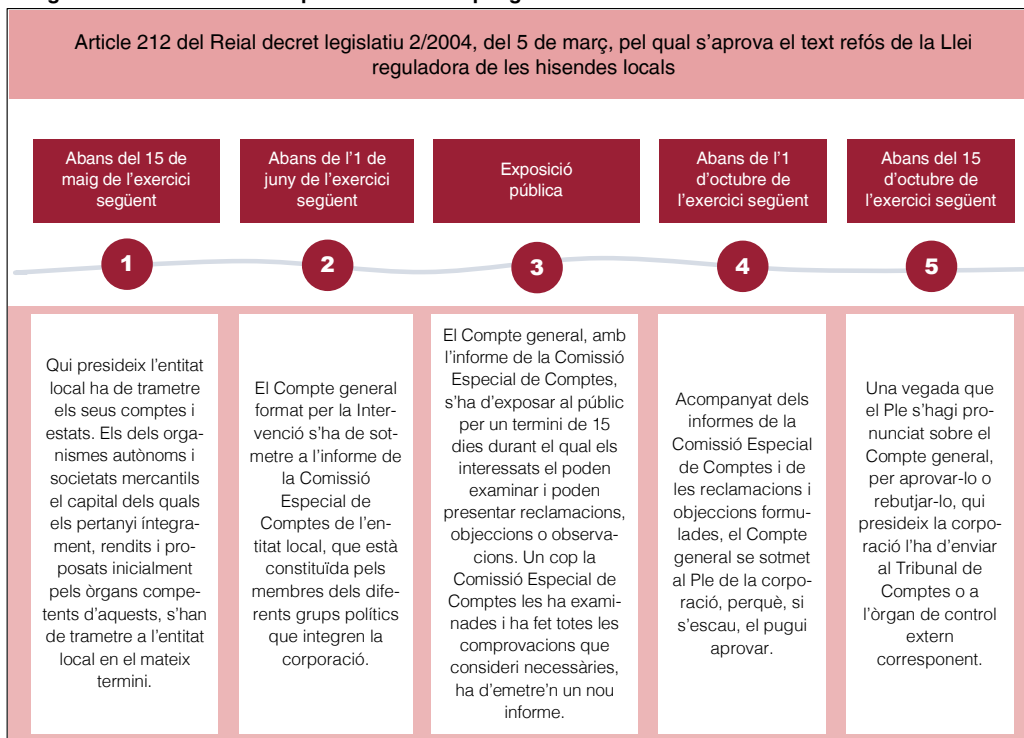 Article 212 del Reial decret legislatiu 2/2004, del 5 de març, pel qual s'aprova el text refós de la Llei
reguladora de les hisendes locals
Abans del 15 de
maig de l'exercici
següent
Abans de l'1 de
juny de l'exercici
següent
Exposició
pública
Abans de l'1
d'octubre de
l'exercici següent
Abans del 15
d'octubre de
l'exercici següent
1
2
3
4
5
Qui presideix l'entitat
local ha de trametre
els seus comptes i
estats. Els dels orga-
nismes autònoms i
societats mercantils
el capital dels quals
els pertanyi íntegra-
ment, rendits i pro-
posats inicialment
pels òrgans compe-
tents d'aquests, s'han
de trametre a l'entitat
local en el mateix
termini.
El Compte general
format per la Inter-
venció s'ha de sot-
metre a l'informe de
la Comissió
Especial de
Comptes de l'en-
titat local, que està
constituïda pels
membres dels dife-
rents grups polítics
que integren la
corporació.
El Compte general, amb
l'informe de la Comissió
Especial de Comptes,
s'ha d'exposar al públic
per un termini de 15
dies durant el qual els
interessats el poden
examinar i poden
presentar reclamacions,
objeccions o observa-
cions. Un cop la
Comissió Especial de
Comptes les ha exami-
nades i ha fet totes les
comprovacions que
consideri necessàries,
ha d'emetre'n un nou
informe.
Acompanyat dels
informes de la
Comissió Especial
de Comptes i de
les reclamacions i
objeccions formu-
lades, el Compte
general se sotmet
al Ple de la corpo-
ració, perquè, si
s'escau, el pugui
aprovar.
Una vegada que
el Ple s'hagi pro-
nunciat sobre el
Compte general,
per aprovar-lo o
rebutjar-lo, qui
presideix la corpo-
ració l'ha d'enviar
al Tribunal de
Comptes o a
l'òrgan de control
extern
corresponent.